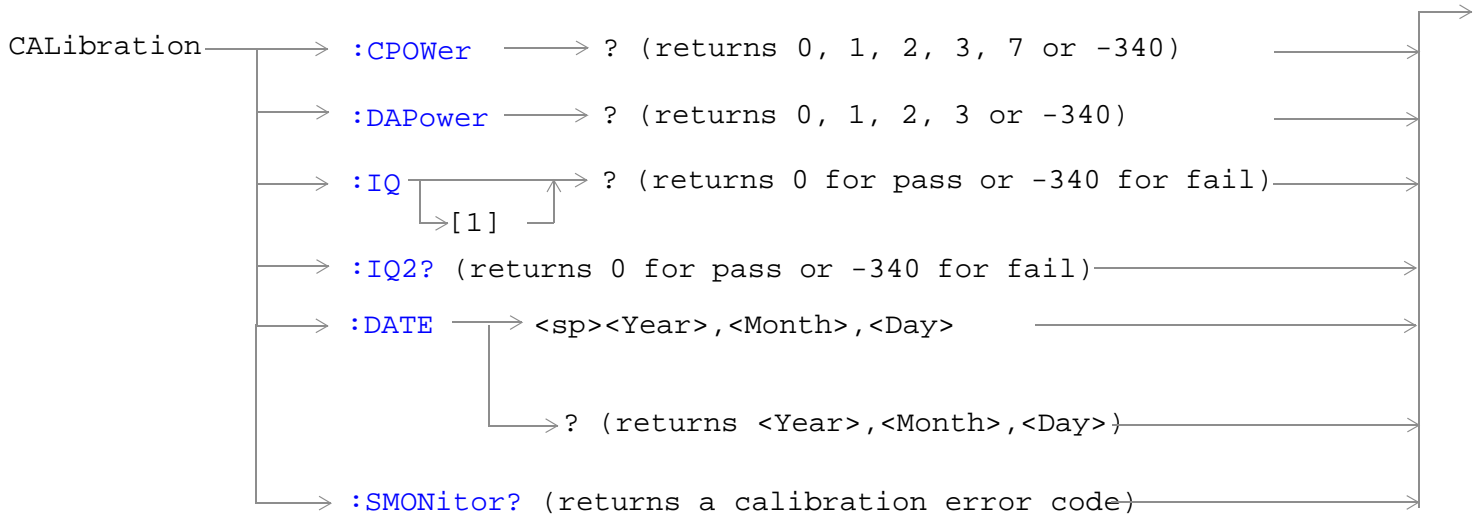 CALibration :CPOWer ? (returns 0, 1, 2, 3, 7 or -340)
:DAPower ? (returns 0, 1, 2, 3 or -340)
:IQ ? (returns 0 for pass or -340 for fail)
[1]
:IQ2? (returns 0 for pass or -340 for fail)
:DATE <sp><Year>,<Month>,<Day>
? (returns <Year>,<Month>,<Day>)
:SMONitor? (returns a calibration error code)